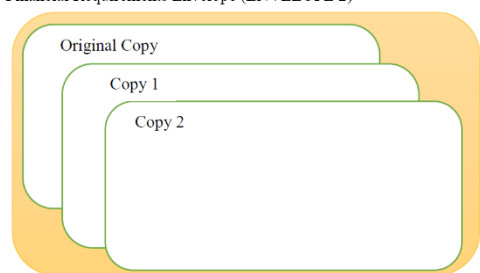 Financial Requirements Envelope (ENVELOPE 2)
Original Copy
Copy 1
Copy 2